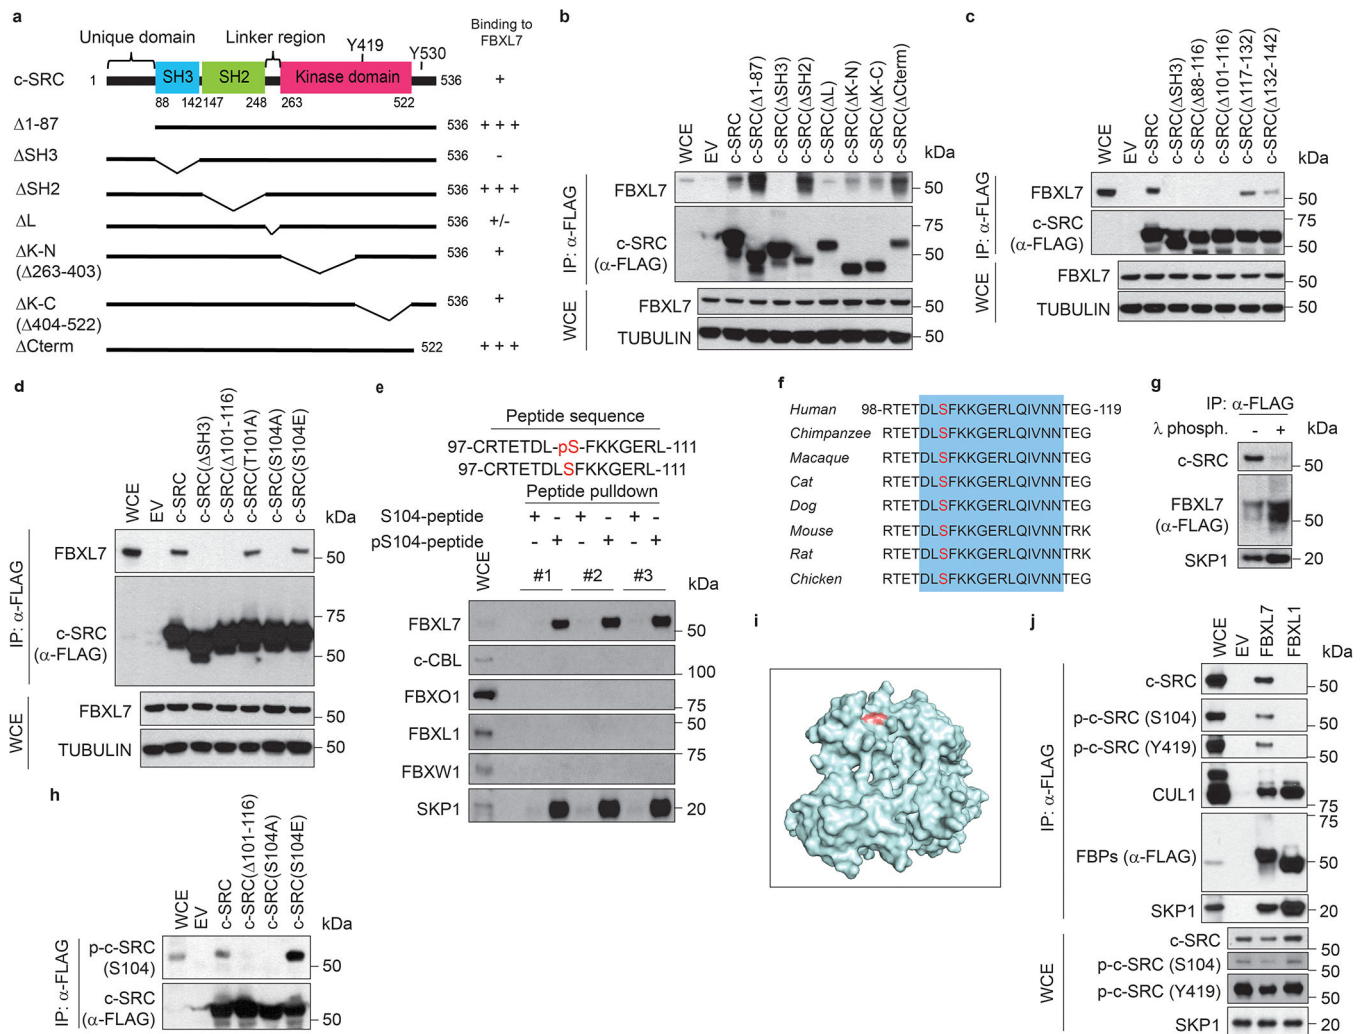 a
Unique domain
Linker region
Y419
Y530
Binding to
FBXL7
c-SRC 1 SH3 SH2 Kinase domain 536 +
88 142 147 248 263 522
Δ1-87 536 + + +
ΔSH3 536 -
ΔSH2 536 + + +
ΔL 536 +/-
ΔK-N 536 +
(Δ263-403)
ΔK-C 536 +
(Δ404-522)
ΔCterm 522 + + +
b
WCE
EV
c-SRC
c-SRC(Δ1-87)
c-SRC(ΔSH3)
c-SRC(ΔSH2)
c-SRC(ΔL)
c-SRC(ΔK-N)
c-SRC(ΔK-C)
c-SRC(ΔCterm)
kDa
IP: α-FLAG
FBXL7 50
75
c-SRC
(α-FLAG) 50
WCE
FBXL7 50
TUBULIN 50
c
WCE
EV
c-SRC
c-SRC(ΔSH3)
c-SRC(Δ88-116)
c-SRC(Δ101-116)
c-SRC(Δ117-132)
c-SRC(Δ132-142)
kDa
IP: α-FLAG
FBXL7 50
75
c-SRC
(α-FLAG) 50
WCE
FBXL7 50
TUBULIN 50
d
WCE
EV
c-SRC
c-SRC(ΔSH3)
c-SRC(Δ101-116)
c-SRC(T101A)
c-SRC(S104A)
c-SRC(S104E)
kDa
IP: α-FLAG
FBXL7 50
75
c-SRC
(α-FLAG) 50
WCE
FBXL7 50
TUBULIN 50
e
Peptide sequence
97-CRTETDL-pS-FKKGERL-111
97-CRTETDLSFKKGERL-111
Peptide pulldown
S104-peptide + - + - + -
pS104-peptide - + - + - +
WCE #1 #2 #3 kDa
FBXL7 50
c-CBL 100
FBXO1 75
FBXL1 50
75
FBXW1
SKP1 20
f
Human 98-RTETDLSFKKGERLQIVNNTEG-119
Chimpanzee RTETDLSFKKGERLQIVNNTEG
Macaque RTETDLSFKKGERLQIVNNTEG
Cat RTETDLSFKKGERLQIVNNTEG
Dog RTETDLSFKKGERLQIVNNTEG
Mouse RTETDLSFKKGERLQIVNNTRK
Rat RTETDLSFKKGERLQIVNNTRK
Chicken RTETDLSFKKGERLQIVNNTEG
g
IP: α-FLAG
λ phosph. - + kDa
c-SRC 50
FBXL7
(α-FLAG) 50
SKP1 20
h
WCE
EV
c-SRC
c-SRC(Δ101-116)
c-SRC(S104A)
c-SRC(S104E)
kDa
IP: α-FLAG
p-c-SRC
(S104) 50
c-SRC
(α-FLAG) 50
i
j
WCE
EV
FBXL7
FBXL1
kDa
IP: α-FLAG
c-SRC 50
p-c-SRC (S104) 50
p-c-SRC (Y419) 50
CUL1 75
75
FBPs (α-FLAG) 50
SKP1 20
WCE
c-SRC 50
p-c-SRC (S104) 50
p-c-SRC (Y419) 50
SKP1 20